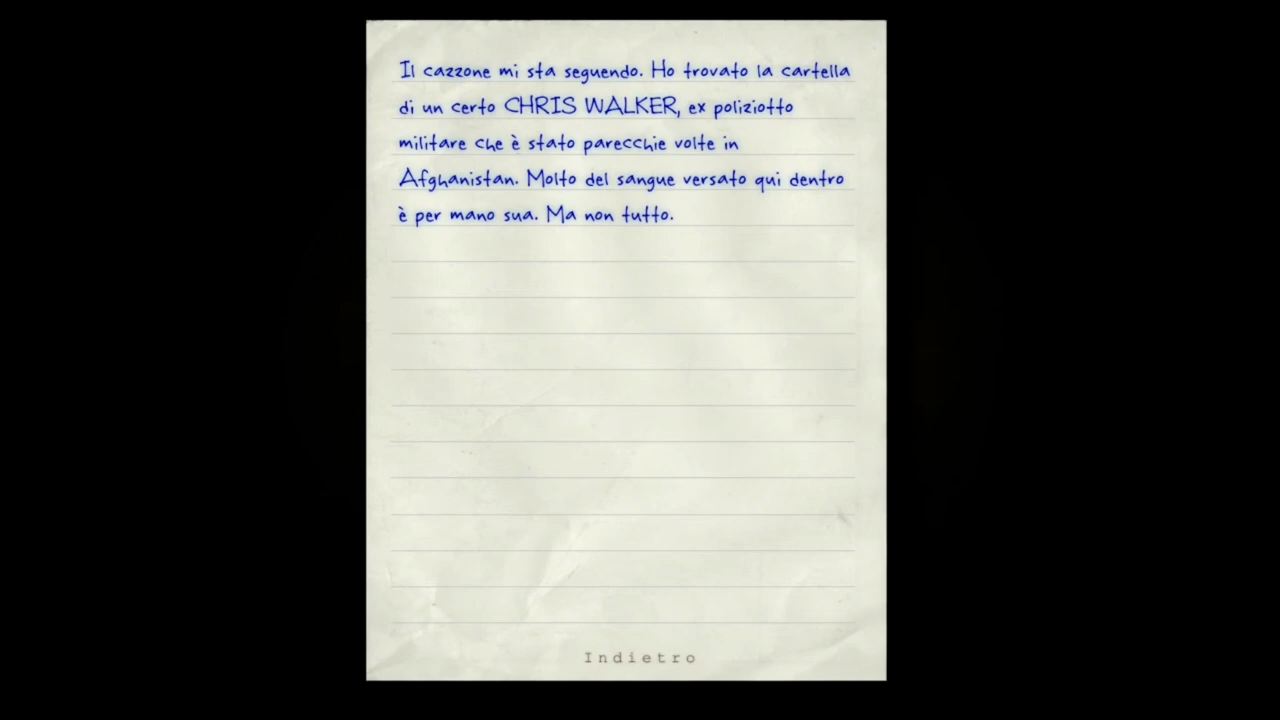 Il cazzone mi sta seguendo. Ho trovato la cartella
di un certo CHRIS WALKER, ex poliziotto
militare che è stato parecchie volte in
Afghanistan. Molto del sangue versato qui dentro
è per mano sua. Ma non tutto.
Indietro